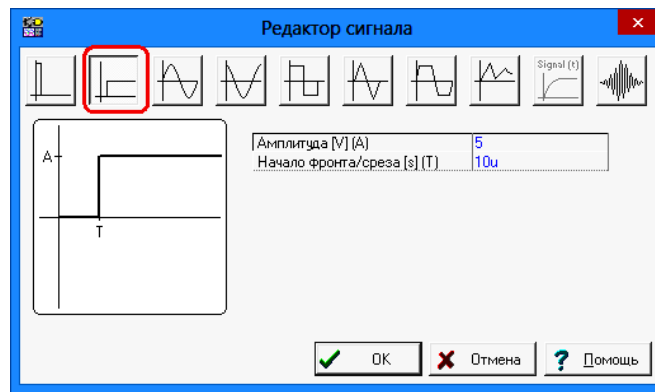 Редактор сигнала
Signal (t)
Амплитуда [V] (A) 5
Начало фронта/среза [s] (T) 10u
A
T
OK Отмена Помощь